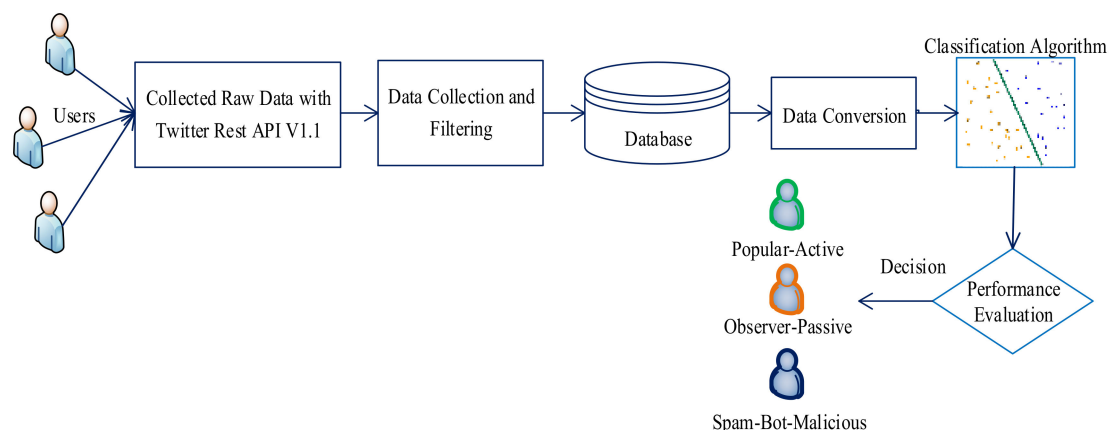 Users
Collected Raw Data with
Twitter Rest API V1.1
Data Collection and
Filtering
Database
Data Conversion
Classification Algorithm
Performance
Evaluation
Decision
Popular-Active
Observer-Passive
Spam-Bot-Malicious